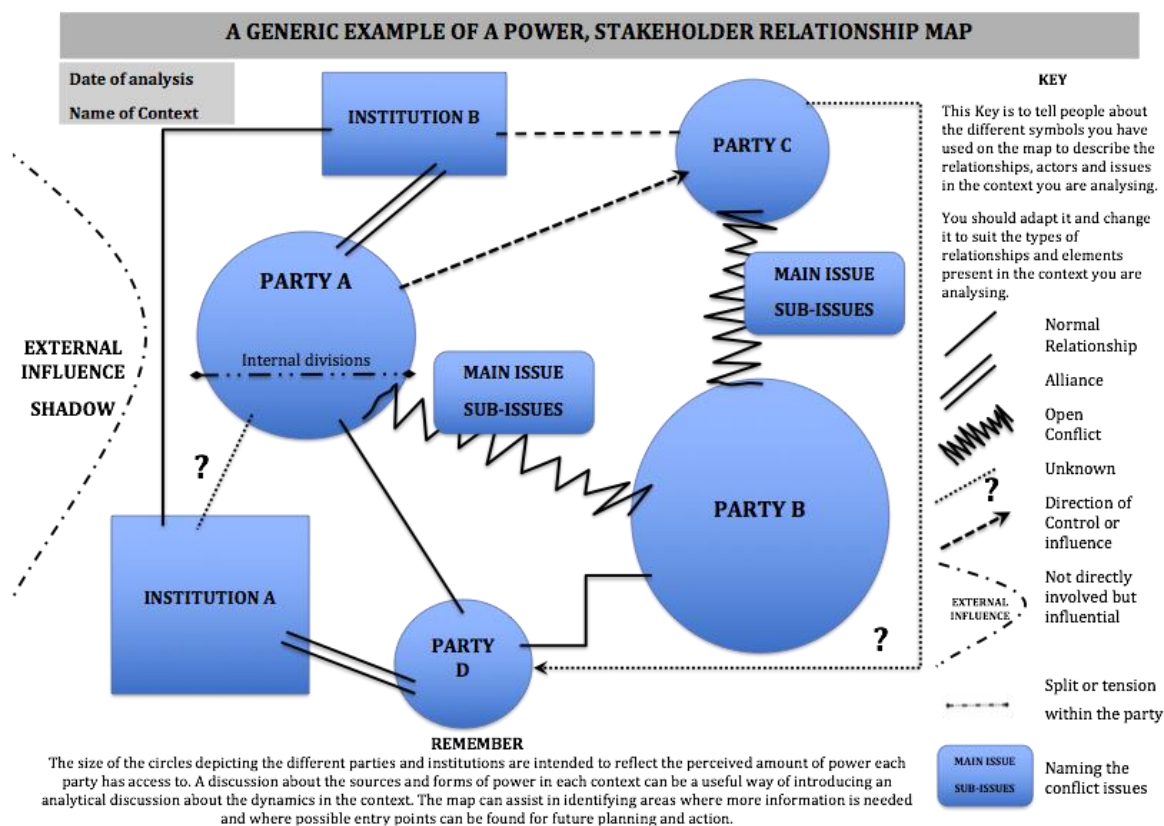 A GENERIC EXAMPLE OF A POWER, STAKEHOLDER RELATIONSHIP MAP
Date of analysis
Name of Context
INSTITUTION B
PARTY C
PARTY A
Internal divisions
MAIN ISSUE
SUB-ISSUES
MAIN ISSUE
SUB-ISSUES
EXTERNAL
INFLUENCE
SHADOW
?
PARTY B
INSTITUTION A
PARTY
D
?
KEY
This Key is to tell people about
the different symbols you have
used on the map to describe the
relationships, actors and issues
in the context you are analysing.
You should adapt it and change
it to suit the types of
relationships and elements
present in the context you are
analysing.
Normal
Relationship
Alliance
Open
Conflict
Unknown
?
Direction of
Control or
influence
Not directly
involved but
influential
EXTERNAL
INFLUENCE
Split or tension
within the party
MAIN ISSUE
SUB-ISSUES
Naming the
conflict issues
REMEMBER
The size of the circles depicting the different parties and institutions are intended to reflect the perceived amount of power each
party has access to. A discussion about the sources and forms of power in each context can be a useful way of introducing an
analytical discussion about the dynamics in the context. The map can assist in identifying areas where more information is needed
and where possible entry points can be found for future planning and action.